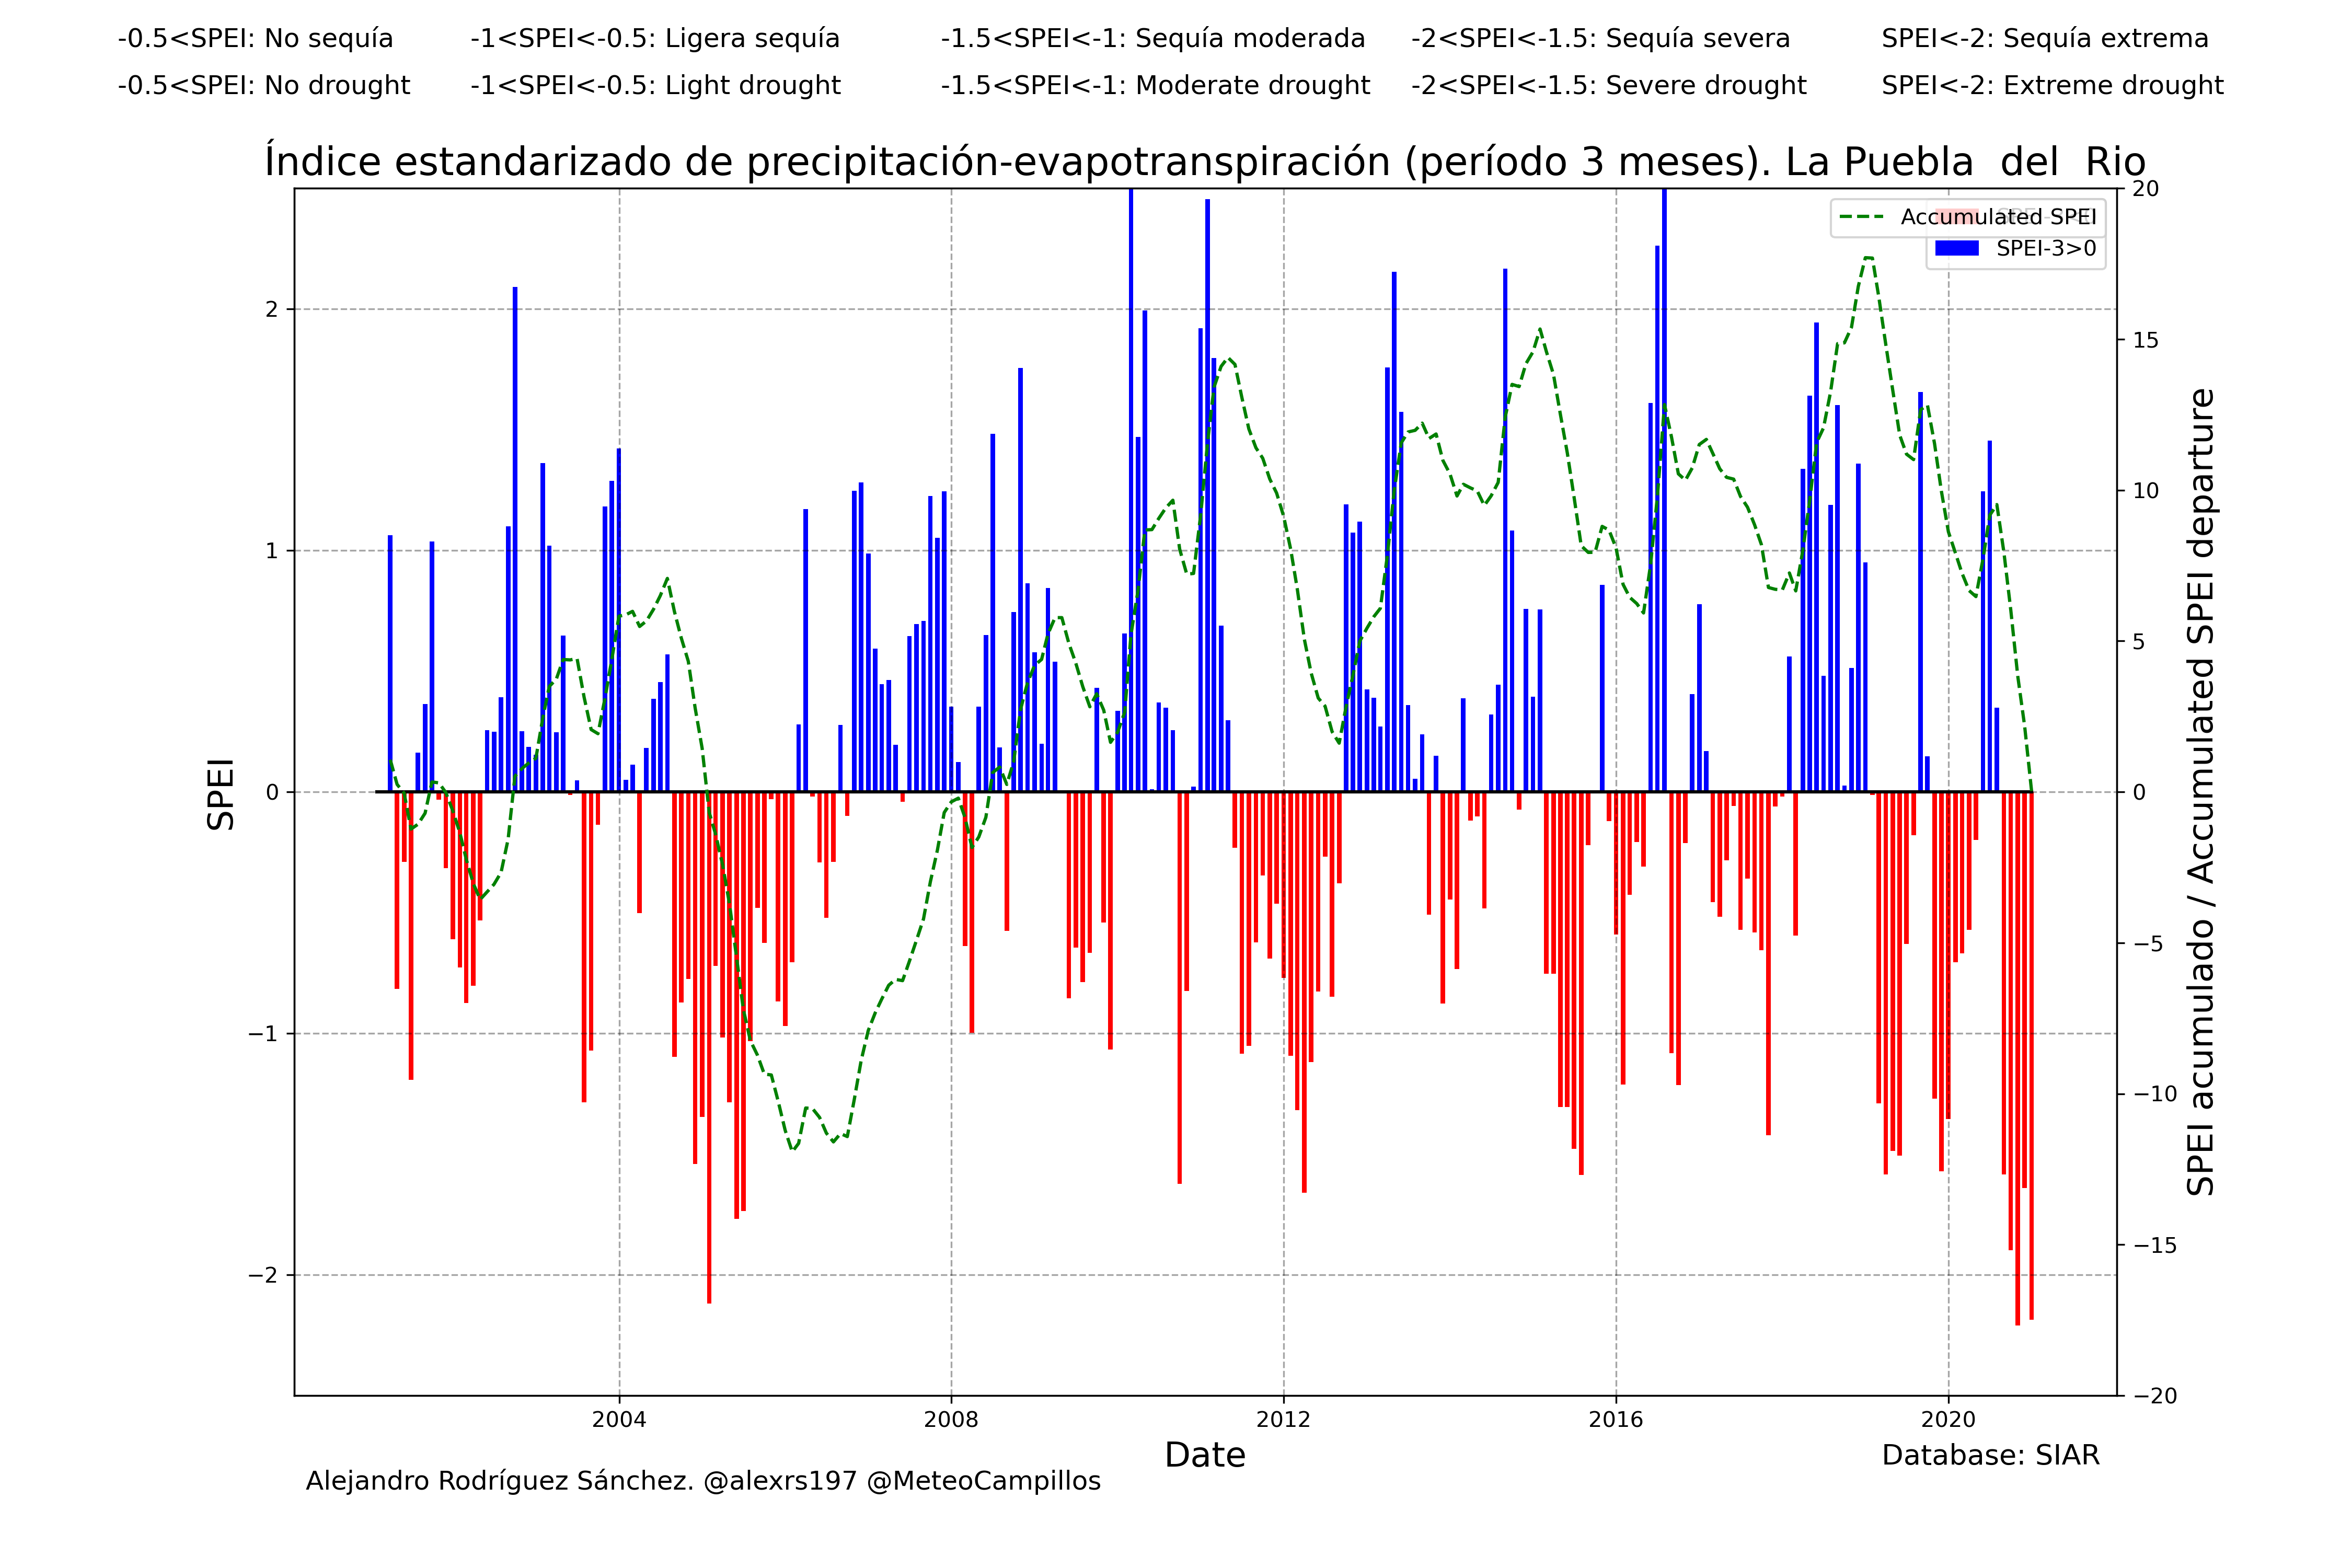 -0.5<SPEI: No sequía -1<SPEI<-0.5: Ligera sequía -1.5<SPEI<-1: Sequía moderada -2<SPEI<-1.5: Sequía severa SPEI<-2: Sequía extrema
-0.5<SPEI: No drought -1<SPEI<-0.5: Light drought -1.5<SPEI<-1: Moderate drought -2<SPEI<-1.5: Severe drought SPEI<-2: Extreme drought
Índice estandarizado de precipitación-evapotranspiración (período 3 meses). La Puebla  del  Rio
Accumulated SPEI
SPEI-3>0
SPEI
2
1
0
−1
−2
20
15
10
5
0
−5
−10
−15
−20
SPEI acumulado / Accumulated SPEI departure
2004 2008 2012 2016 2020
Date
Database: SIAR
Alejandro Rodríguez Sánchez. @alexrs197 @MeteoCampillos